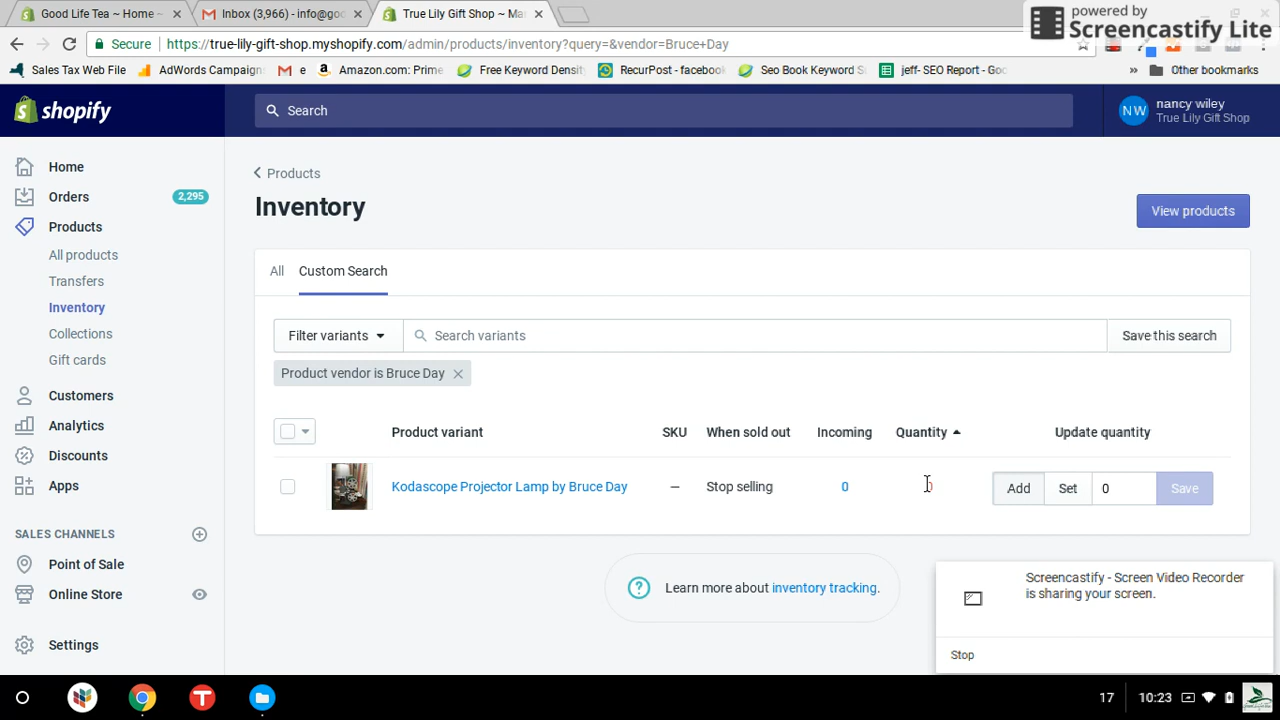 Good Life Tea ~ Home ~
Inbox (3,966) - info@go
True Lily Gift Shop ~ Ma
powered by
Screencastify Lite
Secure
https://true-lily-gift-shop.myshopify.com/admin/products/inventory?query=&vendor=Bruce+Day
Sales Tax Web File
AdWords Campaign
e
Amazon.com: Prime
Free Keyword Densit
RecurPost - facebook
Seo Book Keyword S
jeff- SEO Report - Goo
»
Other bookmarks
shopify
Search
NW
nancy wiley
True Lily Gift Shop
Home
Orders
2,295
Products
All products
Transfers
Inventory
Collections
Gift cards
Customers
Analytics
Discounts
Apps
SALES CHANNELS
Point of Sale
Online Store
Settings
Products
Inventory
View products
All
Custom Search
Filter variants
Search variants
Save this search
Product vendor is Bruce Day
Product variant
SKU
When sold out
Incoming
Quantity
Update quantity
Kodascope Projector Lamp by Bruce Day
—
Stop selling
0
0
Add
Set
0
Save
? Learn more about inventory tracking.
Screencastify - Screen Video Recorder
is sharing your screen.
Stop
T
17
10:23